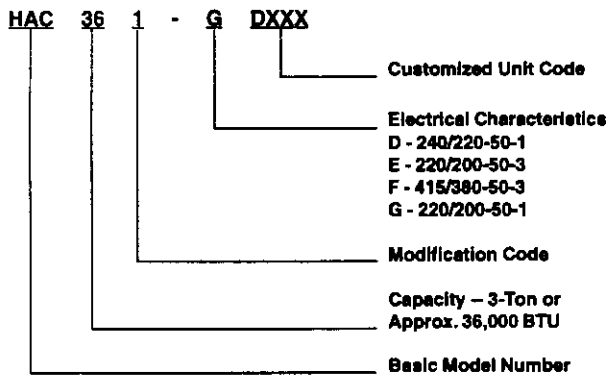 HAC 36 1 - G DXXX
Customized Unit Code
Electrical Characteristics
D - 240/220-50-1
E - 220/200-50-3
F - 415/380-50-3
G - 220/200-50-1
Modification Code
Capacity – 3-Ton or
Approx. 36,000 BTU
Basic Model Number